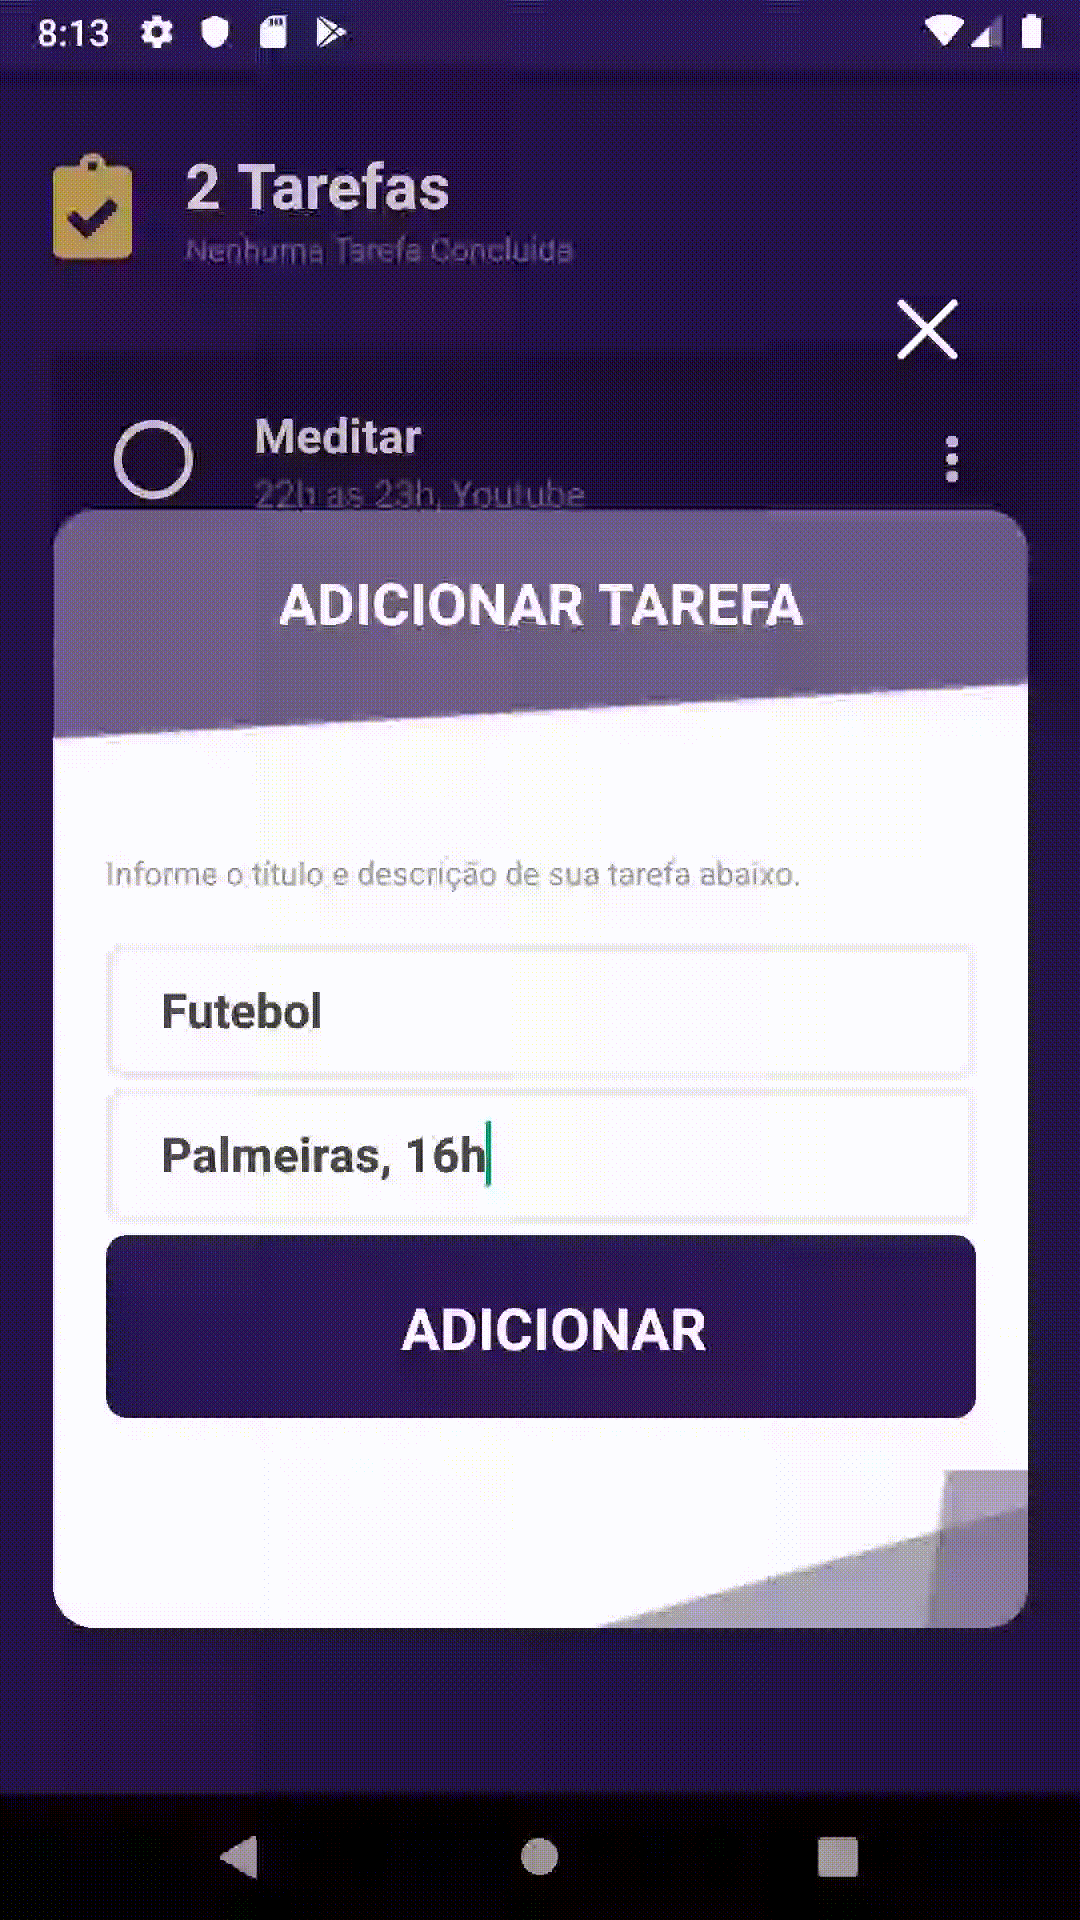 8:13
2 Tarefas
Nenhuma Tarefa Concluida
Meditar
22h as 23h, Youtube
ADICIONAR TAREFA
Informe o título e descrição de sua tarefa abaixo.
Futebol
Palmeiras, 16h
ADICIONAR